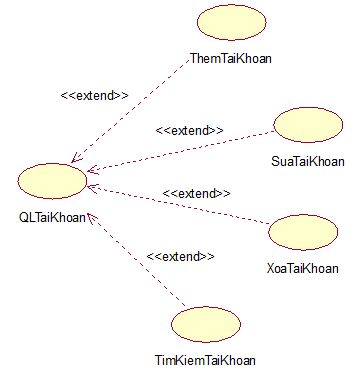 ThemTaiKhoan
<<extend>>
<<extend>>
SuaTaiKhoan
<<extend>>
QLTaiKhoan
<<extend>>
XoaTaiKhoan
TimKiemTaiKhoan